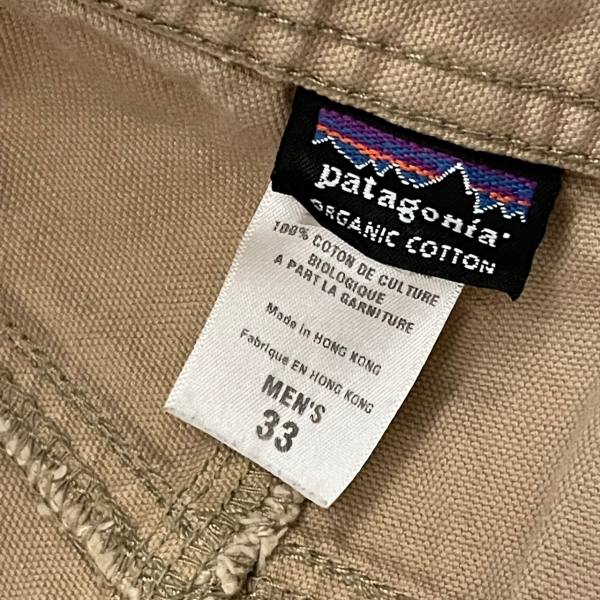 patagonia®
ORGANIC COTTON
100% COTON DE CULTURE
BIOLOGIQUE
A PART LA GARNITURE
Made in HONG KONG
Fabriqué EN HONG KONG
MEN'S
33